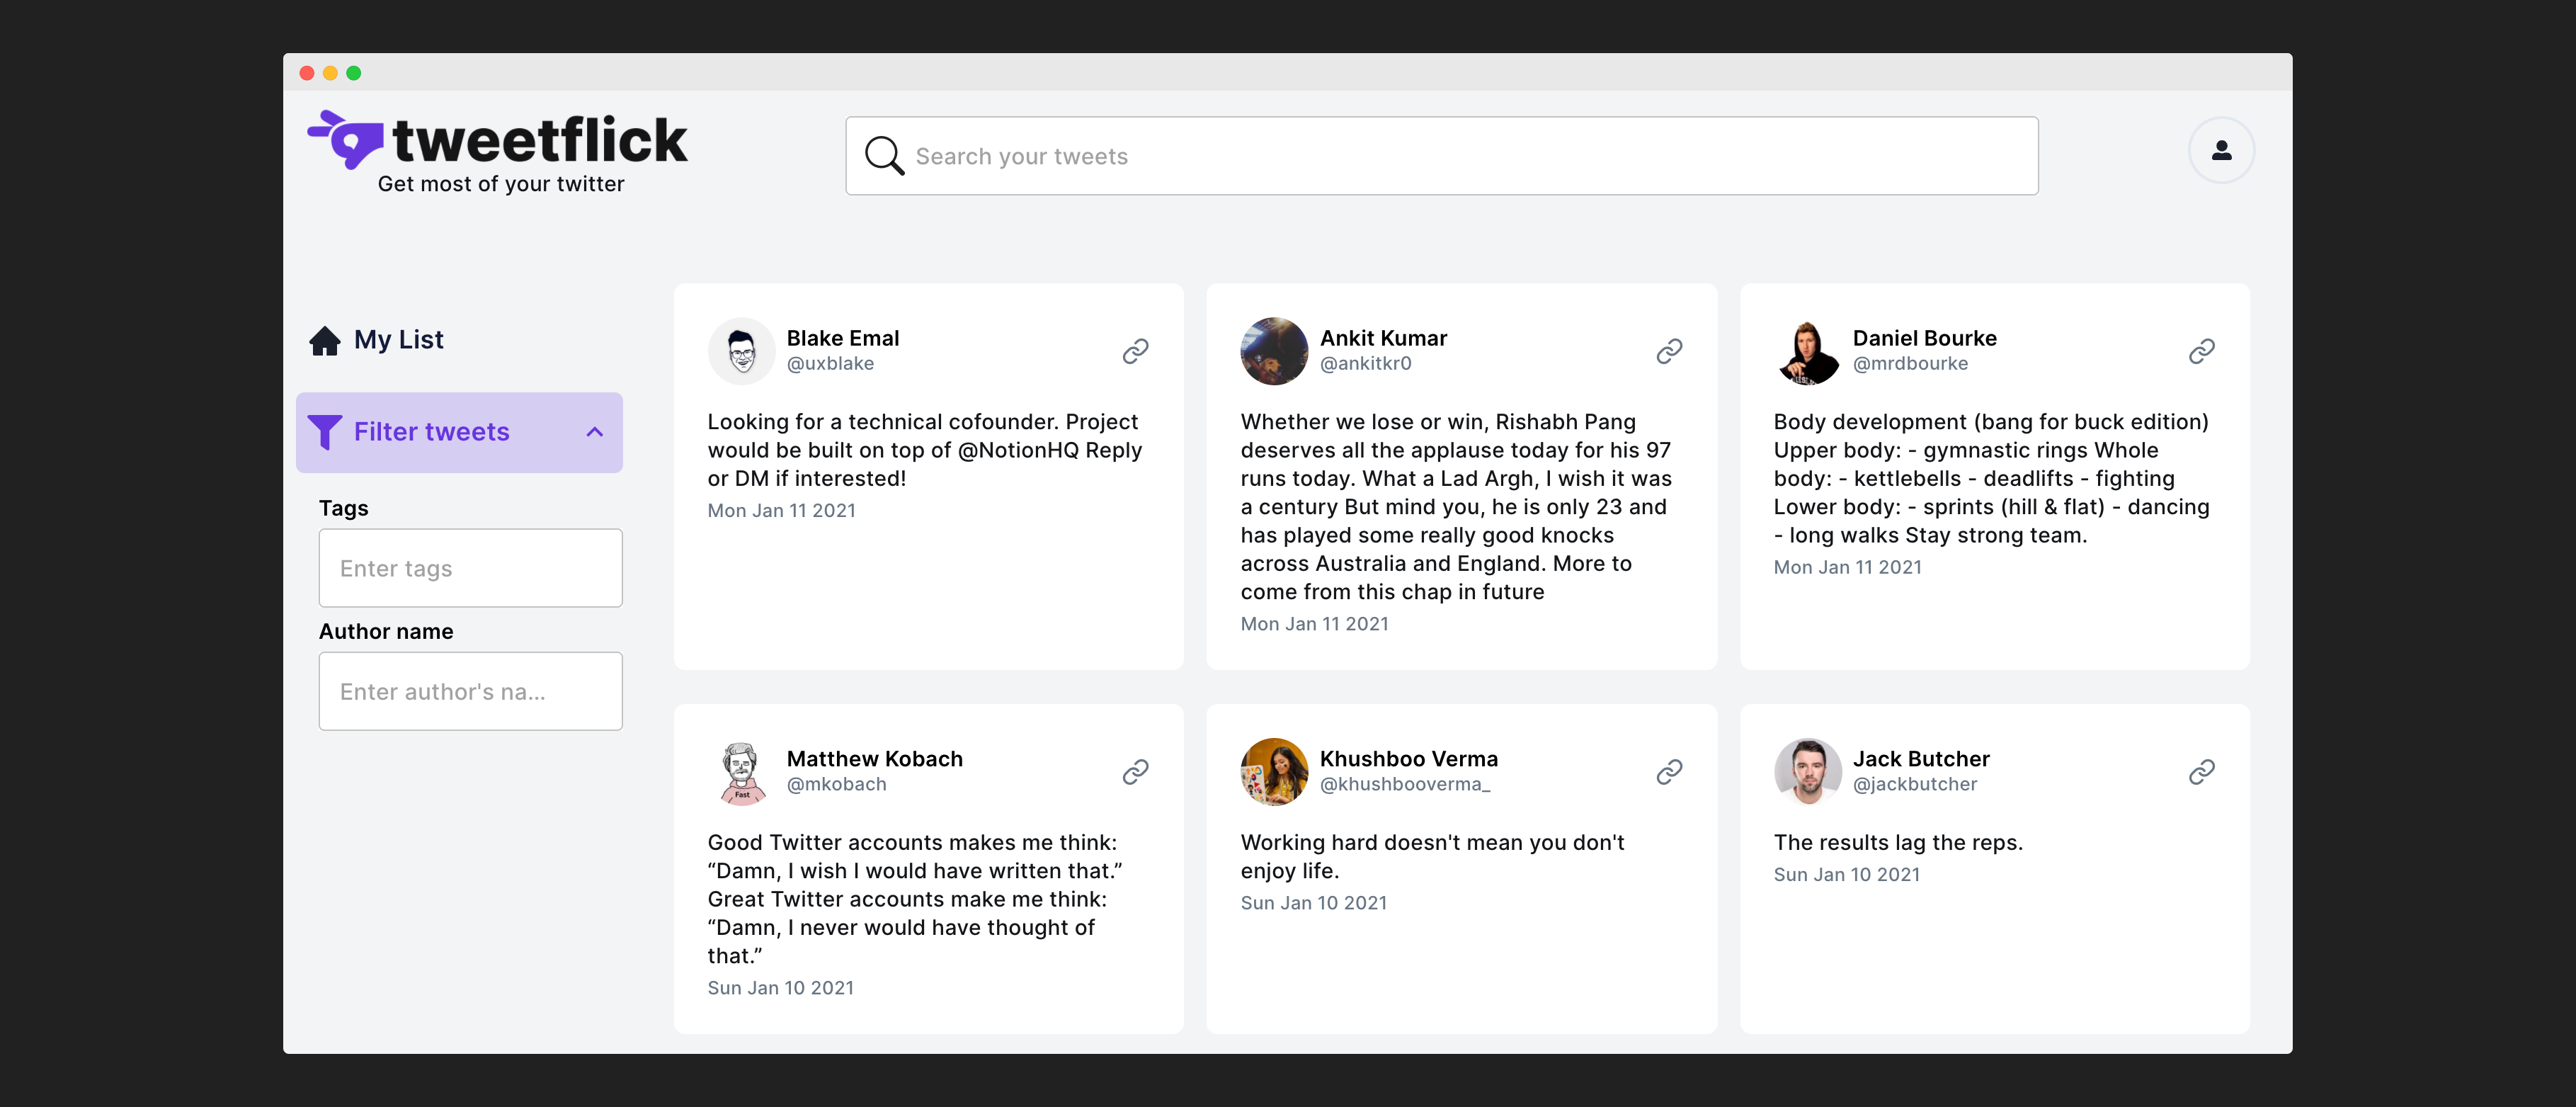 tweetflick
Get most of your twitter
Search your tweets
My List
Filter tweets
Tags
Enter tags
Author name
Enter author's na...
Blake Emal
@uxblake
Looking for a technical cofounder. Project
would be built on top of @NotionHQ Reply
or DM if interested!
Mon Jan 11 2021
Ankit Kumar
@ankitkr0
Whether we lose or win, Rishabh Pang
deserves all the applause today for his 97
runs today. What a Lad Argh, I wish it was
a century But mind you, he is only 23 and
has played some really good knocks
across Australia and England. More to
come from this chap in future
Mon Jan 11 2021
Daniel Bourke
@mrdbourke
Body development (bang for buck edition)
Upper body: - gymnastic rings Whole
body: - kettlebells - deadlifts - fighting
Lower body: - sprints (hill & flat) - dancing
- long walks Stay strong team.
Mon Jan 11 2021
Fast
Matthew Kobach
@mkobach
Good Twitter accounts makes me think:
“Damn, I wish I would have written that.”
Great Twitter accounts make me think:
“Damn, I never would have thought of
that.”
Sun Jan 10 2021
Khushboo Verma
@khushbooverma_
Working hard doesn't mean you don't
enjoy life.
Sun Jan 10 2021
Jack Butcher
@jackbutcher
The results lag the reps.
Sun Jan 10 2021